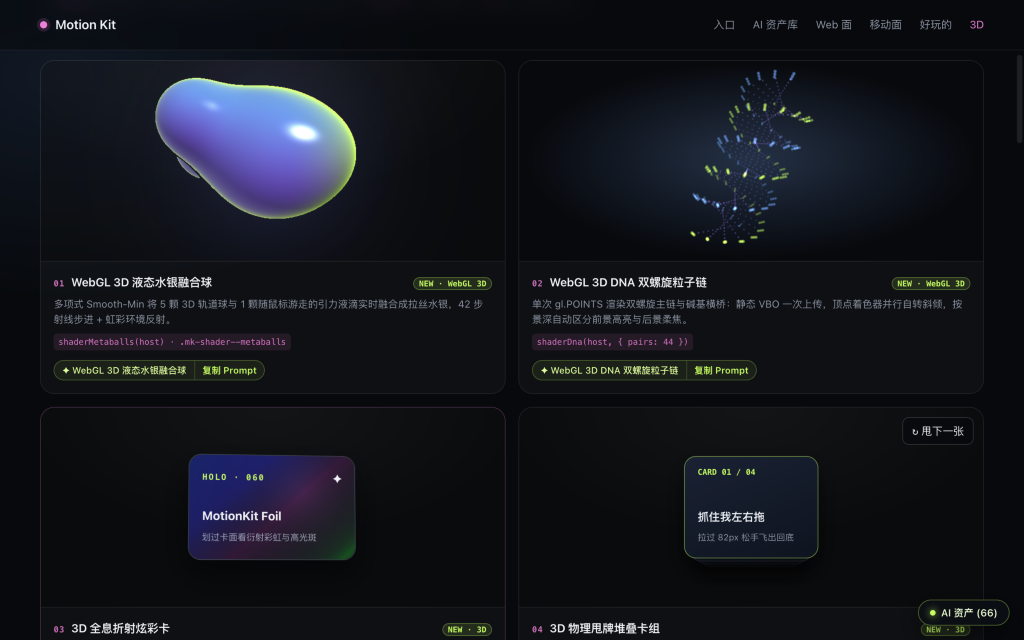 Motion Kit
入口 AI 资产库 Web 面 移动面 好玩的 3D
01 WebGL 3D 液态水银融合球 NEW · WebGL 3D
多项式 Smooth-Min 将 5 颗 3D 轨道球与 1 颗随鼠标游走的引力液滴实时融合成拉丝水银，42 步
射线步进 + 虹彩环境反射。
shaderMetaballs(host) · .mk-shader--metaballs
✦ WebGL 3D 液态水银融合球 复制 Prompt
02 WebGL 3D DNA 双螺旋粒子链 NEW · WebGL 3D
单次 gl.POINTS 渲染双螺旋主链与碱基横桥：静态 VBO 一次上传，顶点着色器并行自转斜倾，按
景深自动区分前景高亮与后景柔焦。
shaderDna(host, { pairs: 44 })
✦ WebGL 3D DNA 双螺旋粒子链 复制 Prompt
HOLO · 060 ✦
MotionKit Foil
划过卡面看衍射彩虹与高光斑
03 3D 全息折射炫彩卡 NEW · 3D
↻ 甩下一张
CARD 01 / 04
抓住我左右拖
拉过 82px 松手飞出回底
04 3D 物理甩牌堆叠卡组 NEW · 3D
AI 资产 (66)